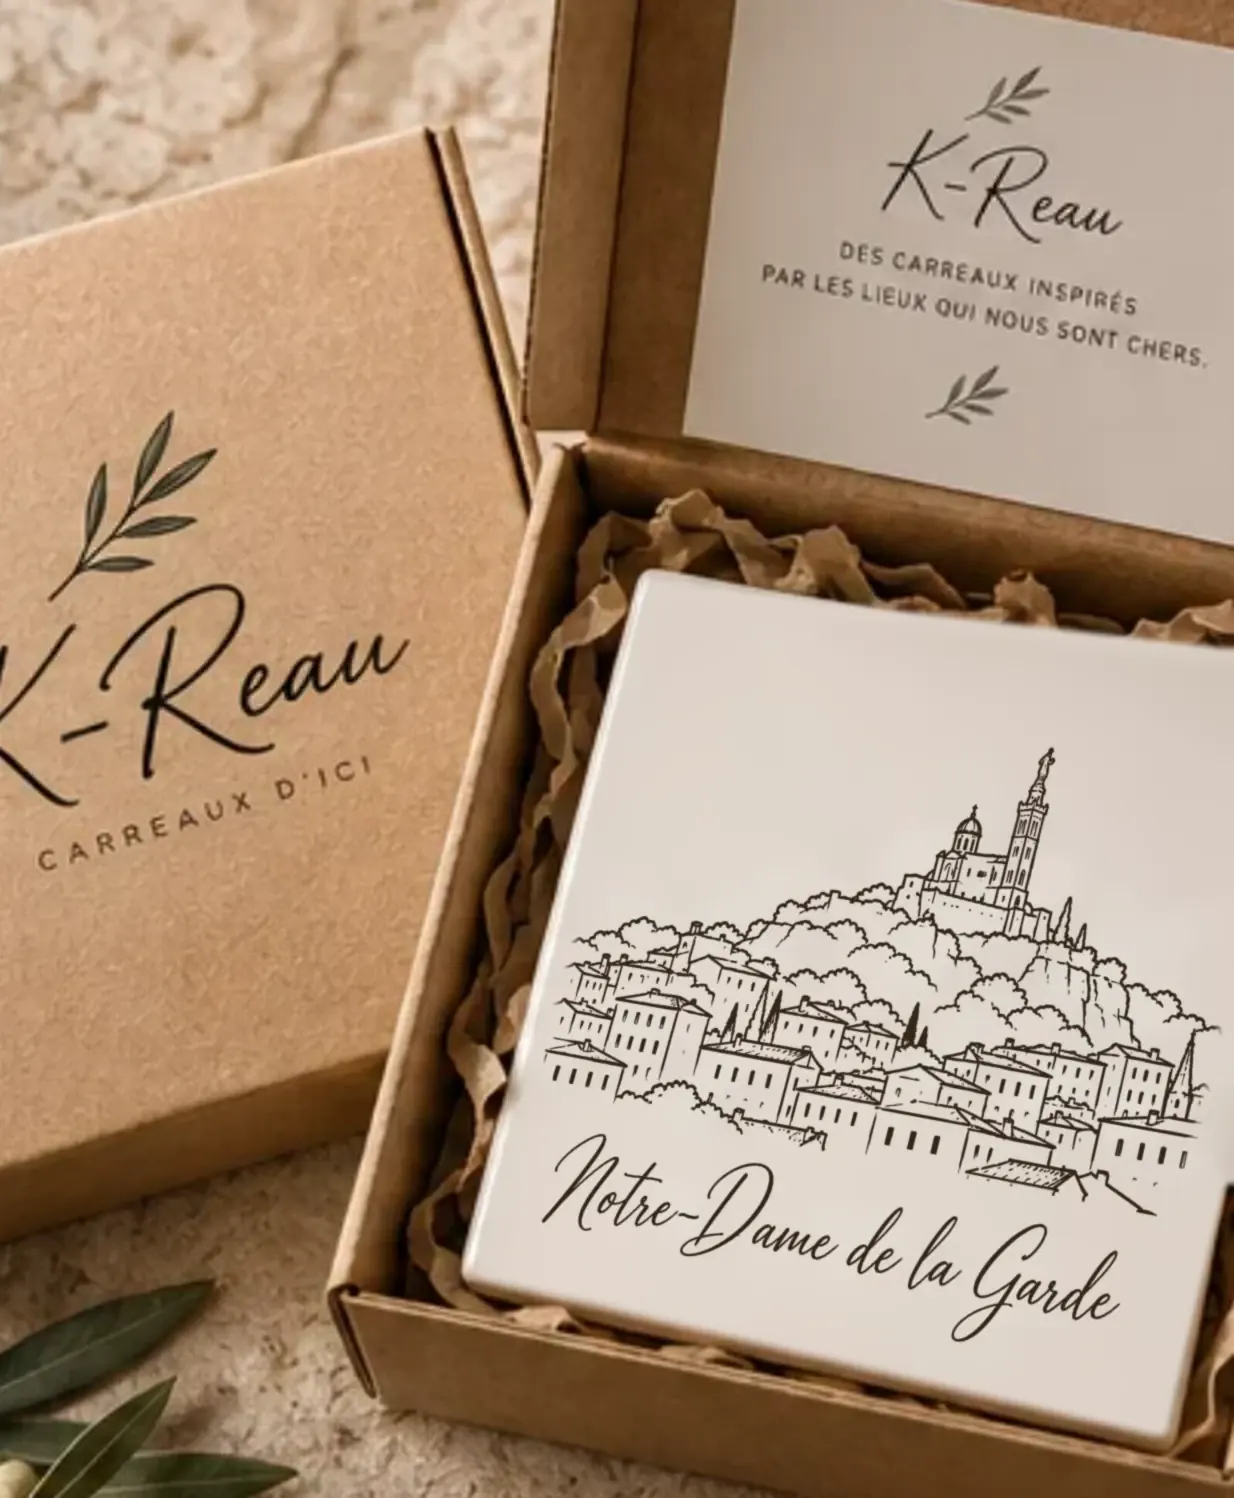 K-Reau
DES CARREAUX INSPIRÉS
PAR LES LIEUX QUI NOUS SONT CHERS.
K-Reau
CARREAUX D'ICI
Notre-Dame de la Garde